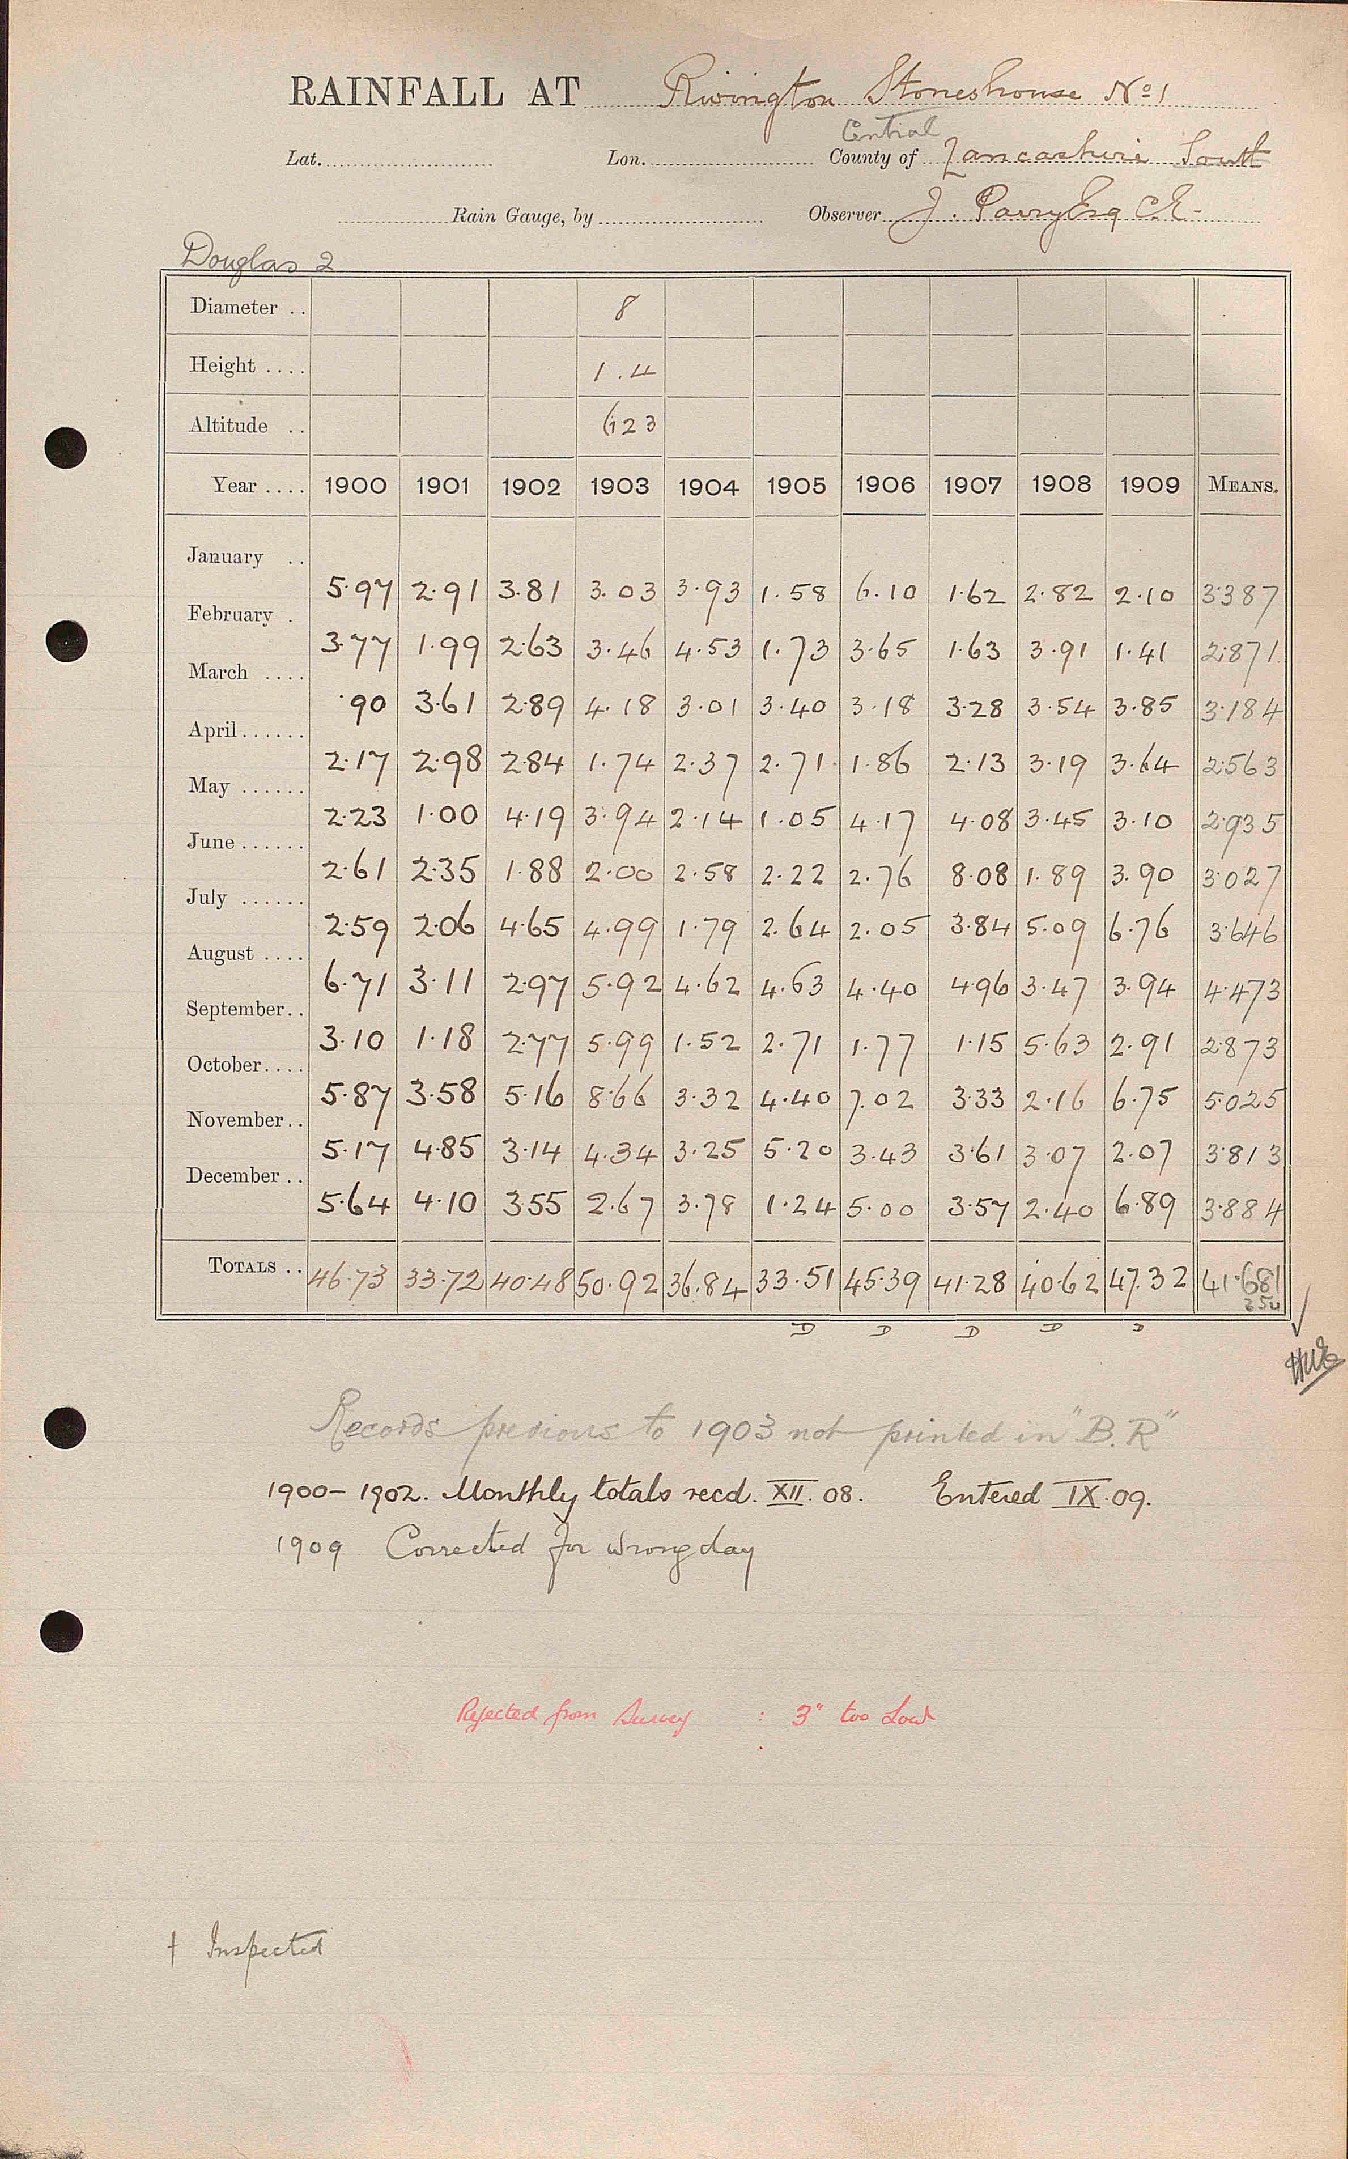 RAINFALL AT Rivington Stoneshouse No 1
Central
Lat. Lon. County of Lancashire South
Rain Gauge, by Observer J. Parry Esq C.E.
Douglas 2
Diameter .. 8
Height .... 1.4
Altitude .. 623
Year .... 1900 1901 1902 1903 1904 1905 1906 1907 1908 1909 MEANS.
January .. 5.97 2.91 3.81 3.03 3.93 1.58 6.10 1.62 2.82 2.10 3.387
February . 3.77 1.99 2.63 3.46 4.53 1.73 3.65 1.63 3.91 1.41 2.871
March .... .90 3.61 2.89 4.18 3.01 3.40 3.18 3.28 3.54 3.85 3.184
April ...... 2.17 2.98 2.84 1.74 2.37 2.71 1.86 2.13 3.19 3.64 2.563
May ...... 2.23 1.00 4.19 3.94 2.14 1.05 4.17 4.08 3.45 3.10 2.935
June ...... 2.61 2.35 1.88 2.00 2.58 2.22 2.76 8.08 1.89 3.90 3.027
July ...... 2.59 2.06 4.65 4.99 1.79 2.64 2.05 3.84 5.09 6.76 3.646
August .... 6.71 3.11 2.97 5.92 4.62 4.63 4.40 4.96 3.47 3.94 4.473
September .. 3.10 1.18 2.77 5.99 1.52 2.71 1.77 1.15 5.63 2.91 2.873
October .... 5.87 3.58 5.16 8.66 3.32 4.40 7.02 3.33 2.16 6.75 5.025
November .. 5.17 4.85 3.14 4.34 3.25 5.20 3.43 3.61 3.07 2.07 3.813
December .. 5.64 4.10 3.55 2.67 3.78 1.24 5.00 3.57 2.40 6.89 3.884
TOTALS .. 46.73 33.72 40.48 50.92 36.84 33.51 45.39 41.28 40.62 47.32 41.681
D D D D D
Records previous to 1903 not printed in "B.R"
1900-1902. Monthly totals recd. XII. 08. Entered IX. 09.
1909 Corrected for wrong day
Rejected from Survey : 3" too Low
† Inspected